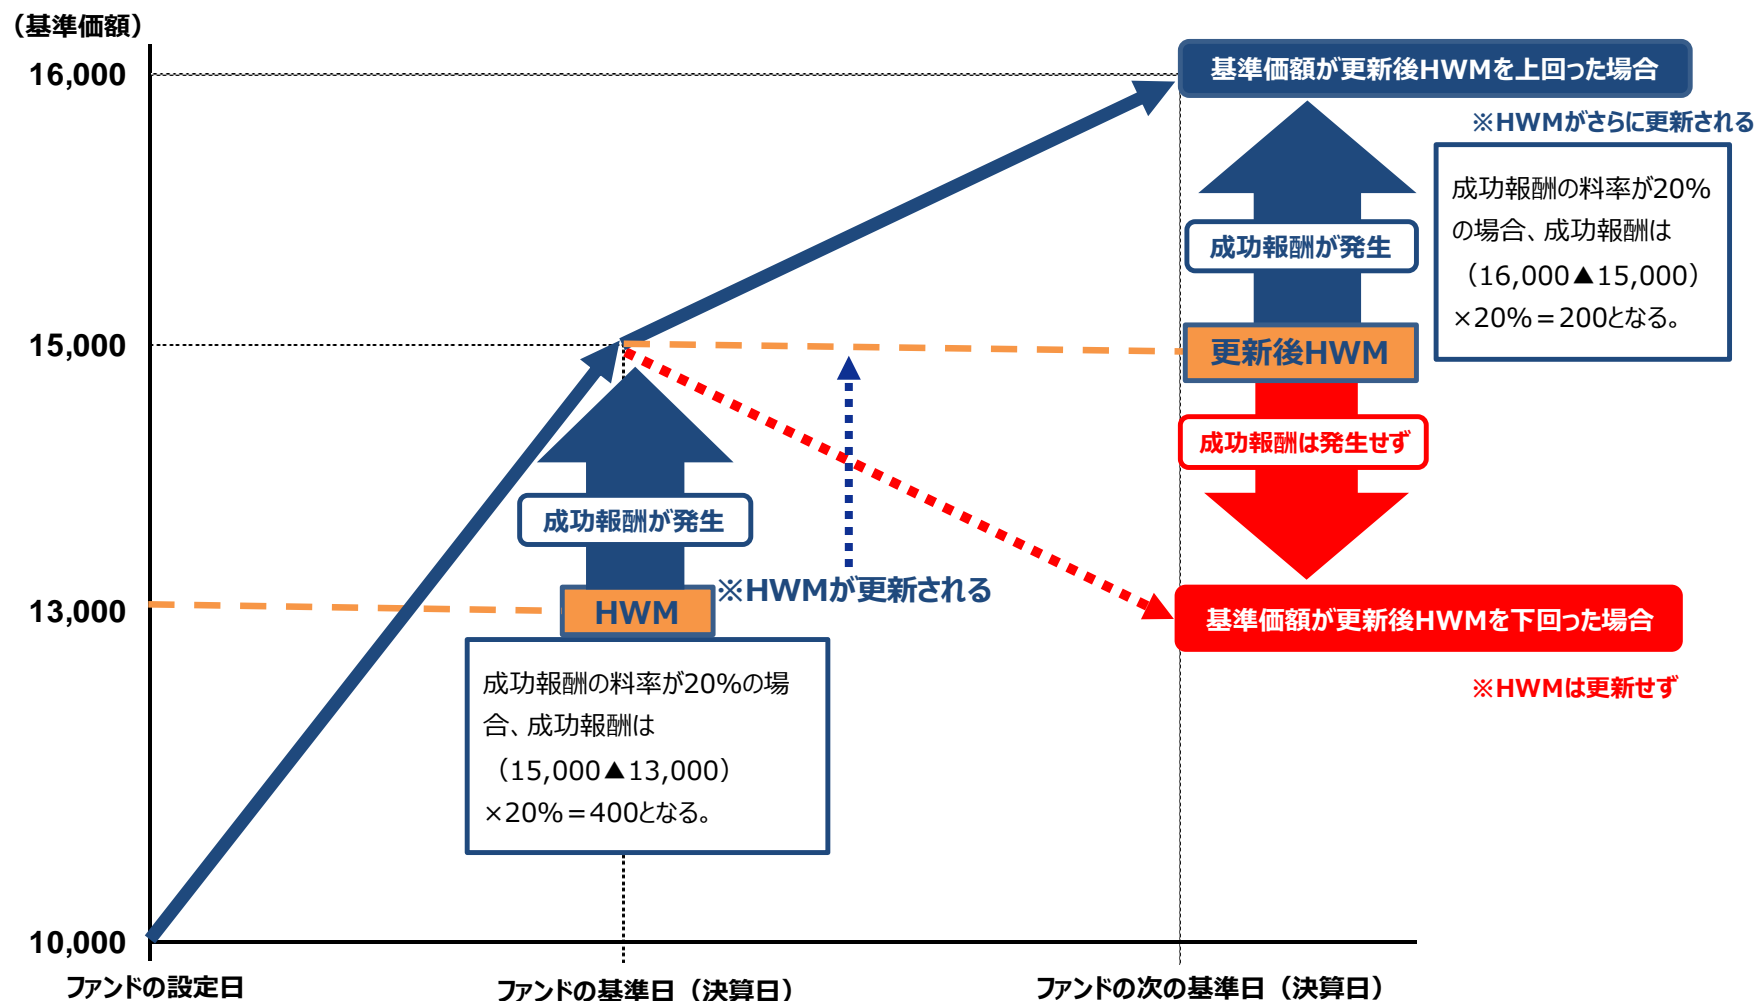 （基準価額）
16,000
基準価額が更新後HWMを上回った場合
※HWMがさらに更新される
成功報酬の料率が20%
の場合、成功報酬は
（16,000▲15,000）
×20%＝200となる。
成功報酬が発生
15,000
更新後HWM
成功報酬は発生せず
成功報酬が発生
※HWMが更新される
13,000
HWM
基準価額が更新後HWMを下回った場合
※HWMは更新せず
成功報酬の料率が20%の場
合、成功報酬は
（15,000▲13,000）
×20%＝400となる。
10,000
ファンドの設定日
ファンドの基準日（決算日）
ファンドの次の基準日（決算日）